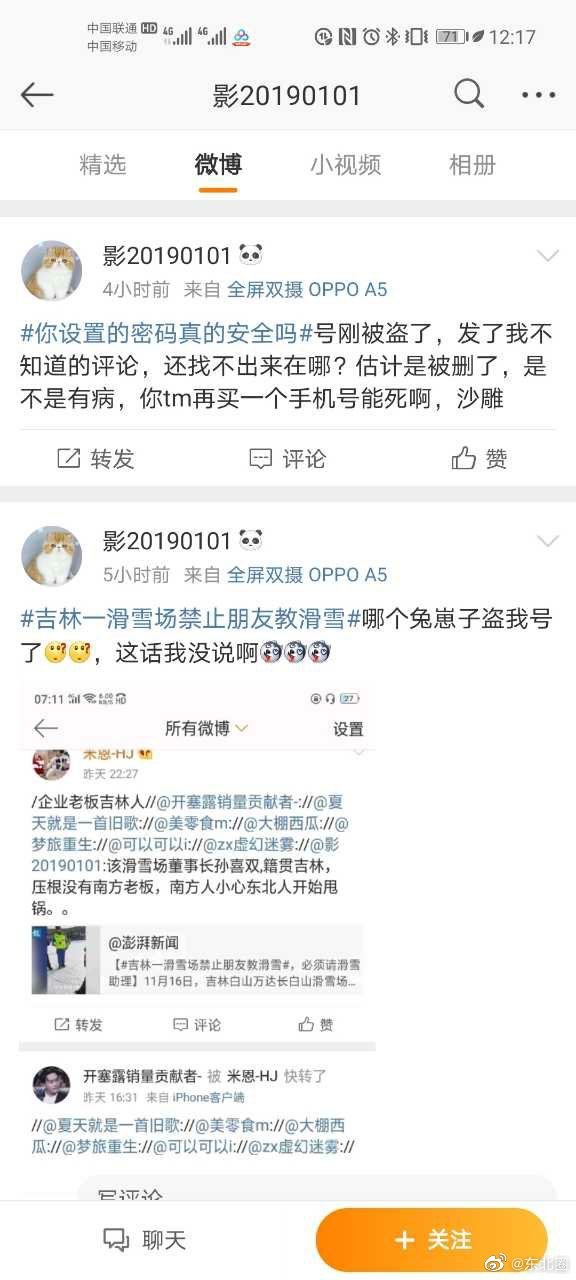 中国联通 HD 4G 4G
中国移动
71 12:17
影20190101
精选 微博 小视频 相册
影20190101
4小时前 来自 全屏双摄 OPPO A5
#你设置的密码真的安全吗#号刚被盗了，发了我不
知道的评论，还找不出来在哪？估计是被删了，是
不是有病，你tm再买一个手机号能死啊，沙雕
转发 评论 赞
影20190101
5小时前 来自 全屏双摄 OPPO A5
#吉林一滑雪场禁止朋友教滑雪#哪个兔崽子盗我号
了，这话我没说啊
07:11 6.00 KB/S HD 27
所有微博 设置
米恩-HJ
昨天 22:27
/企业老板吉林人//@开塞露销量贡献者-://@夏
天就是一首旧歌://@美零食m://@大棚西瓜://@
梦旅重生://@可以可以i://@zx虚幻迷雾://@影
20190101:该滑雪场董事长孙喜双,籍贯吉林，
压根没有南方老板，南方人小心东北人开始甩
锅。。
@澎湃新闻
【#吉林一滑雪场禁止朋友教滑雪#，必须请滑雪
助理】11月16日，吉林白山万达长白山滑雪场...
转发 评论 赞
开塞露销量贡献者- 被 米恩-HJ 快转了
昨天 16:31 来自 iPhone客户端
//@夏天就是一首旧歌://@美零食m://@大棚西
瓜://@梦旅重生://@可以可以i://@zx虚幻迷雾://
写评论
聊天 + 关注
@东北圈